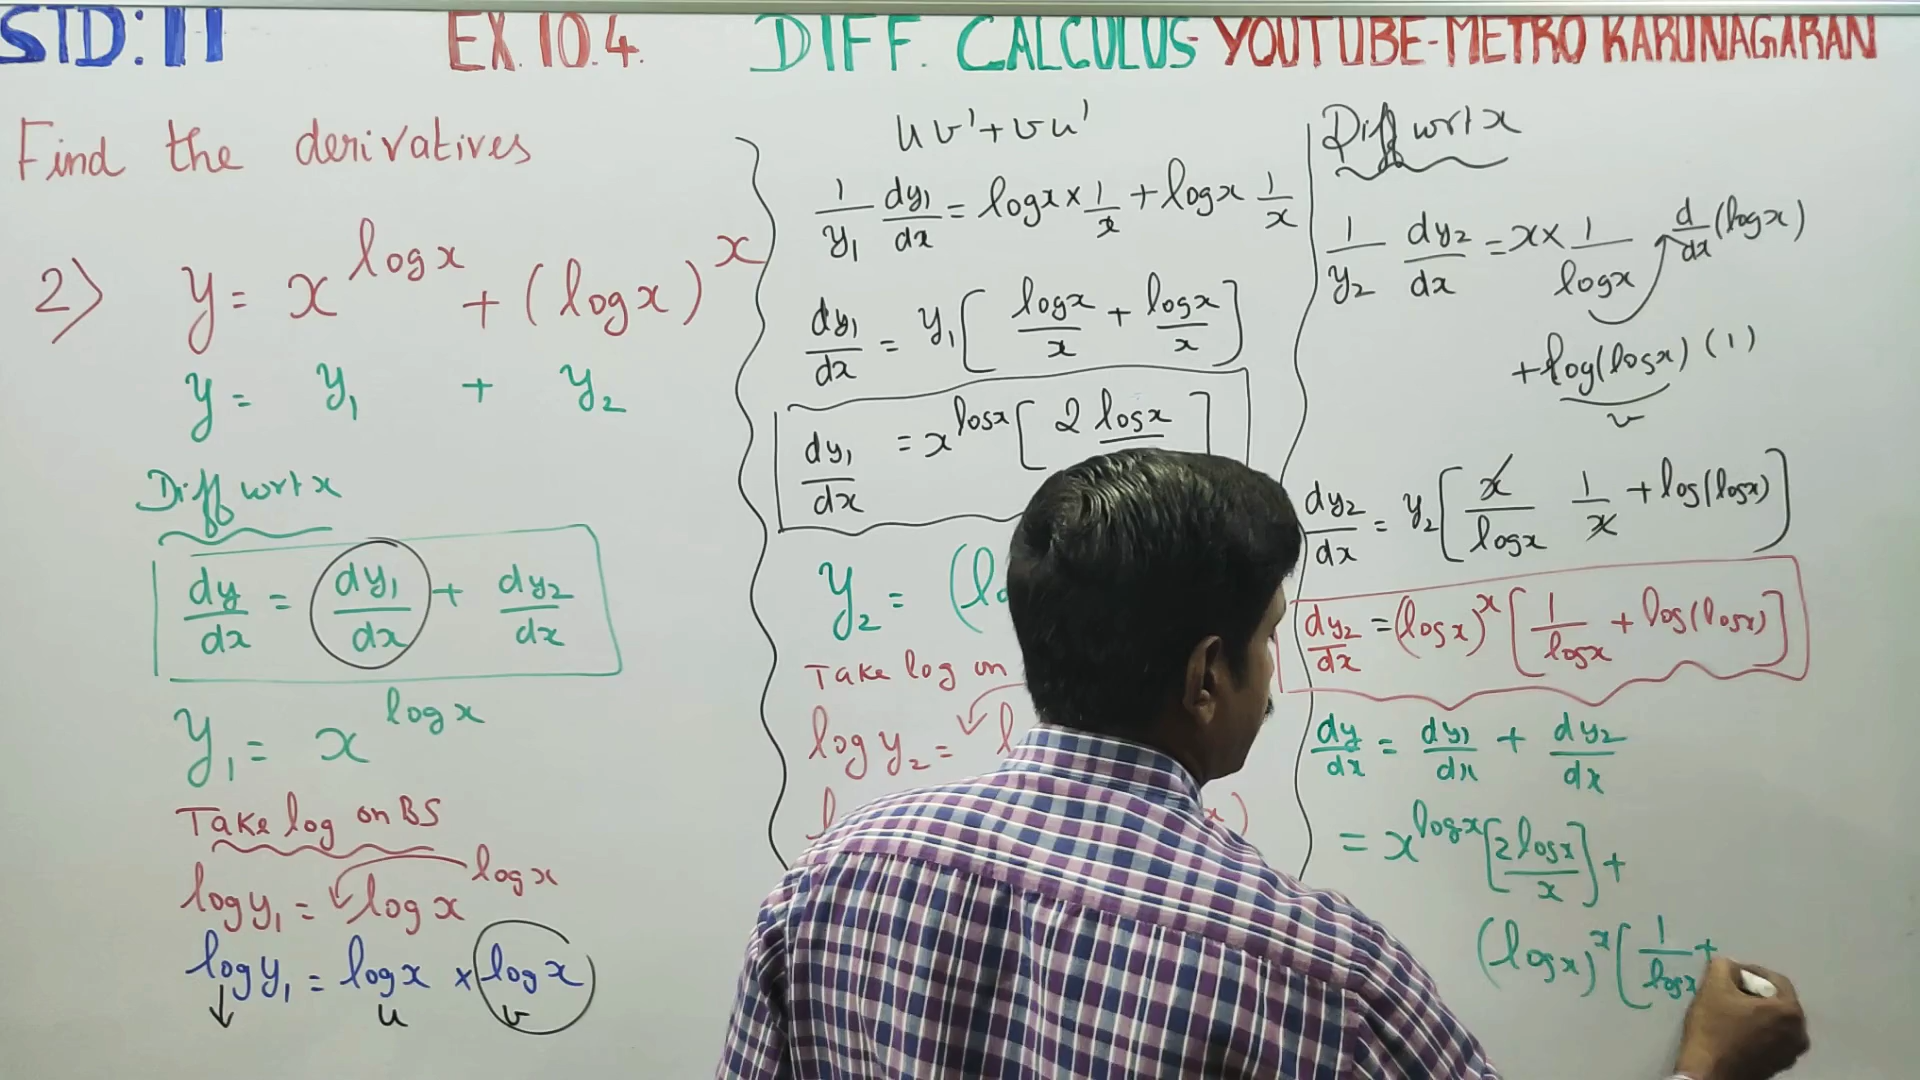 STD: 11 EX. 10.4. DIFF. CALCULUS- YOUTUBE-METRO KARUNAGARAN
Find the derivatives
2) y = x^{log x} + (log x)^x
y = y₁ + y₂
Diff wrt x
dy/dx = dy₁/dx + dy₂/dx
y₁ = x^{log x}
Take log on BS
log y₁ = log x^{log x}
log y₁ = log x × log x
u v
uv' + vu'
1/y₁ dy₁/dx = log x × 1/x + log x 1/x
dy₁/dx = y₁ [log x/x + log x/x]
dy₁/dx = x^{log x} [2 log x ]
y₂ = (
Take log on
log y₂ =
x)
Diff wrt x
1/y₂ dy₂/dx = x × 1/log x d/dx (log x)
+ log(log x) (1)
v
dy₂/dx = y₂ [x/log x 1/x + log(log x)]
dy₂/dx = (log x)^x [1/log x + log(log x)]
dy/dx = dy₁/dx + dy₂/dx
= x^{log x} [2 log x/x] +
(log x)^x [1/log x +